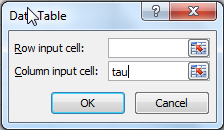 Data Table
Row input cell:
Column input cell: tau
OK Cancel